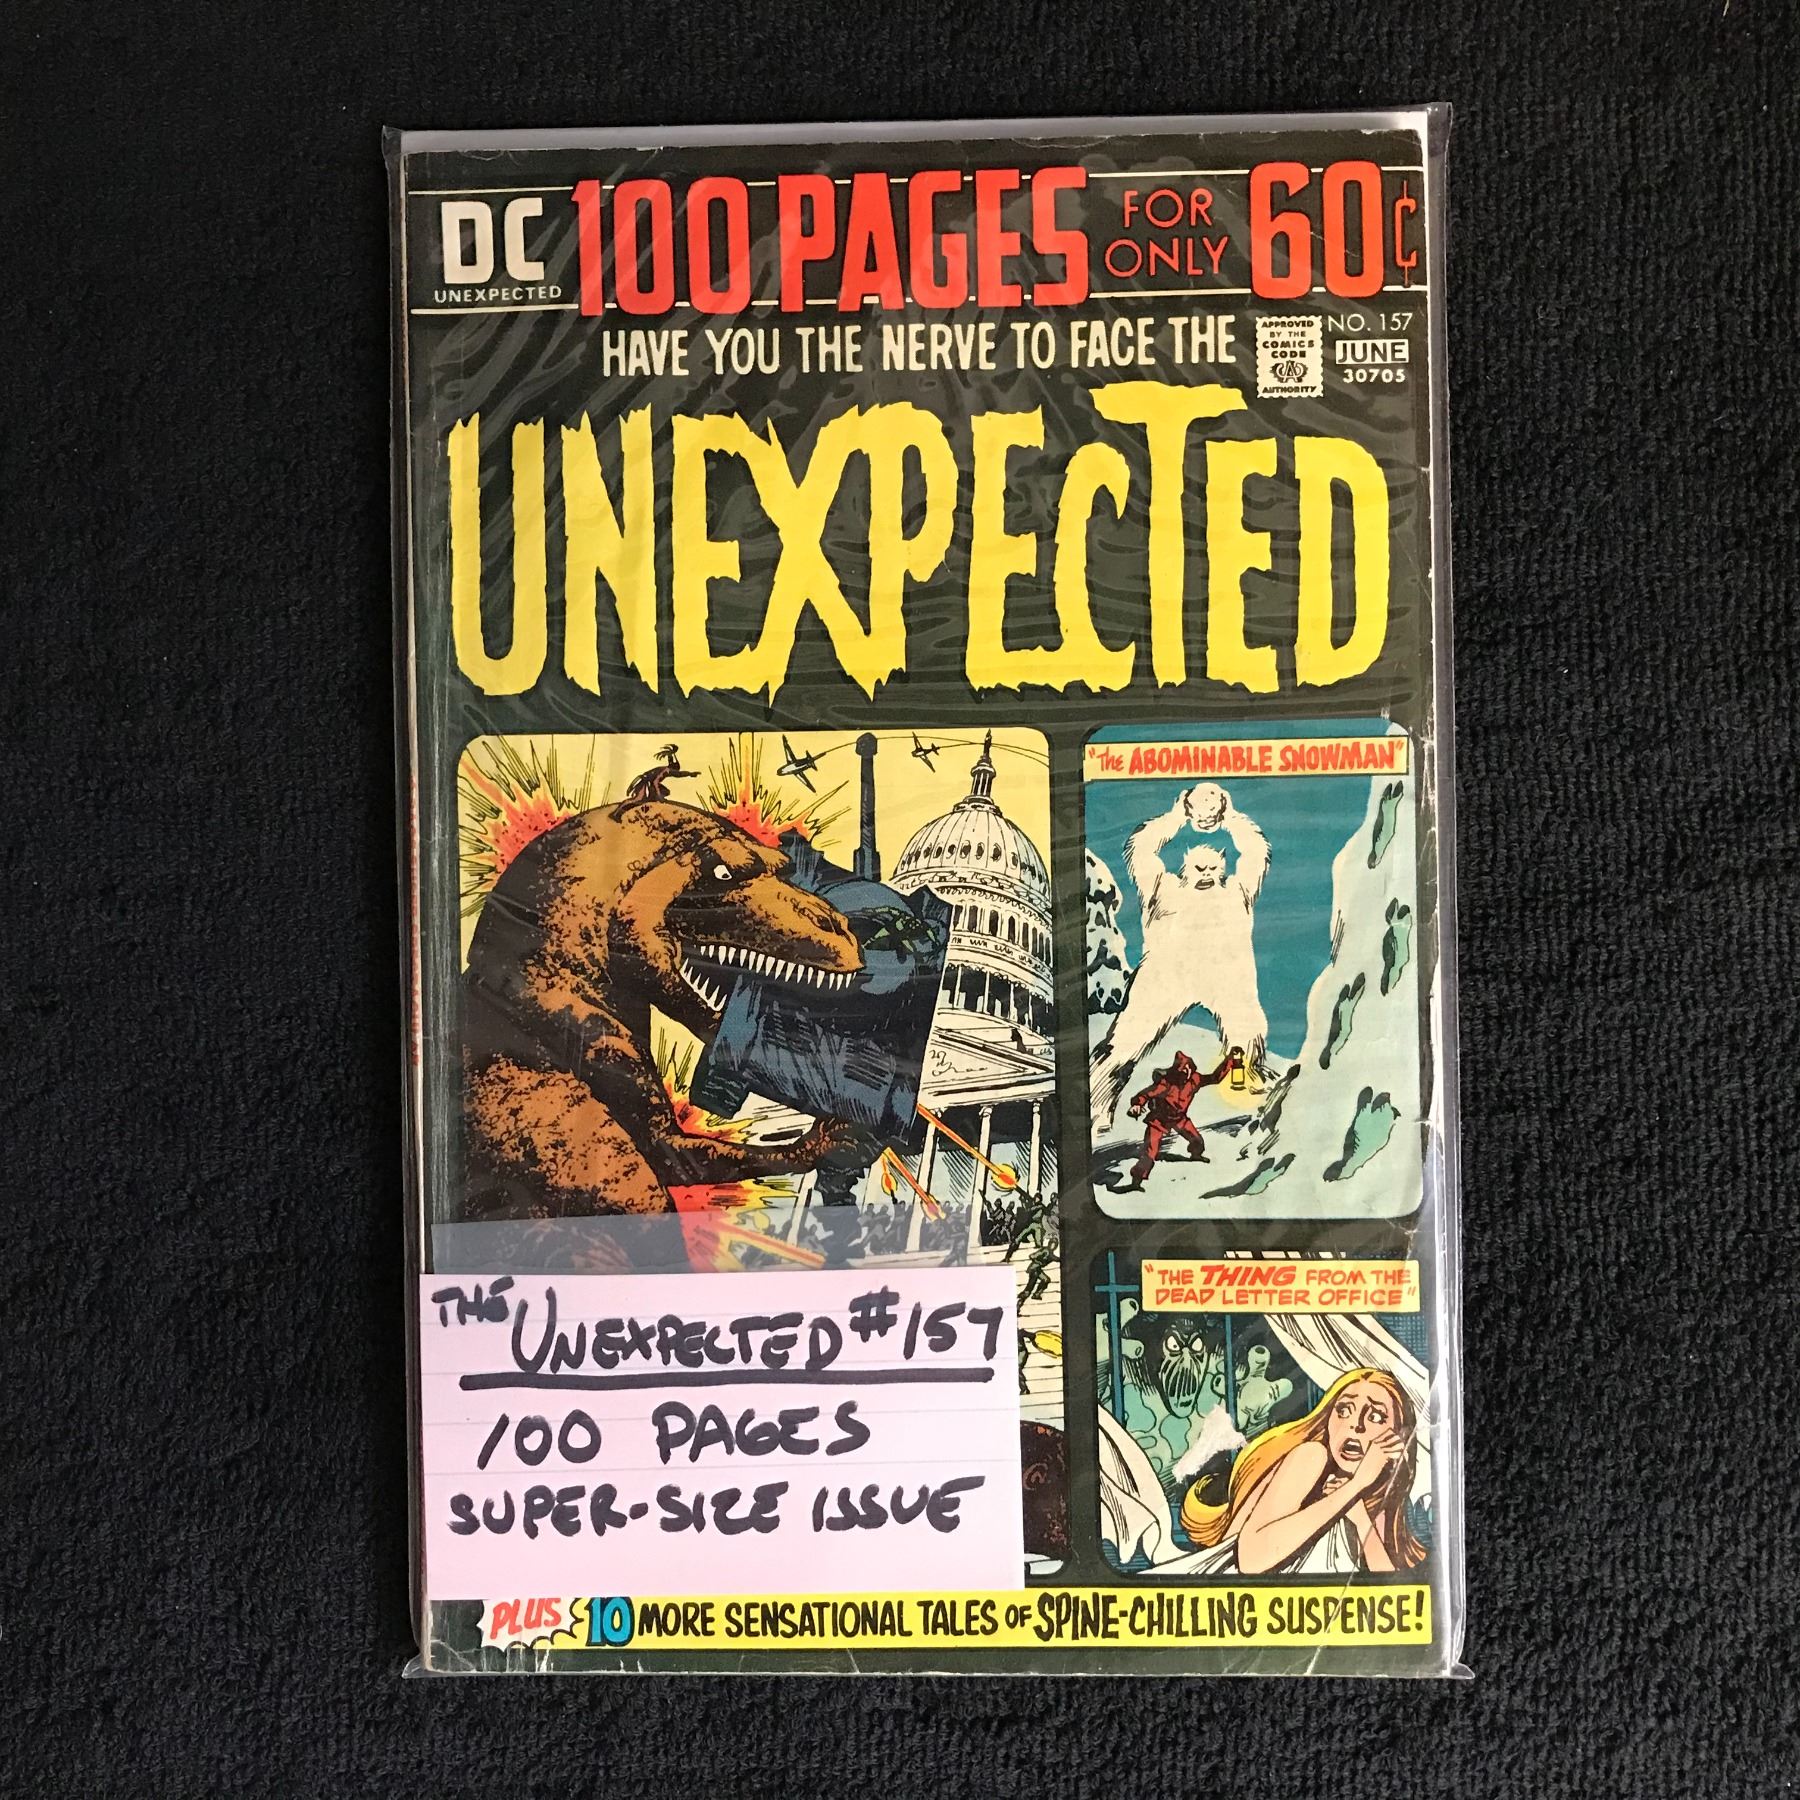 DC
UNEXPECTED
100 PAGES FOR ONLY 60¢
HAVE YOU THE NERVE TO FACE THE
APPROVED
BY THE
COMICS
CODE
CA
AUTHORITY
NO. 157
JUNE
30705
UNEXPECTED
"The ABOMINABLE SNOWMAN"
"THE THING FROM THE
DEAD LETTER OFFICE"
THE UNEXPECTED #157
100 PAGES
SUPER-SIZE ISSUE
PLUS 10 MORE SENSATIONAL TALES OF SPINE-CHILLING SUSPENSE!